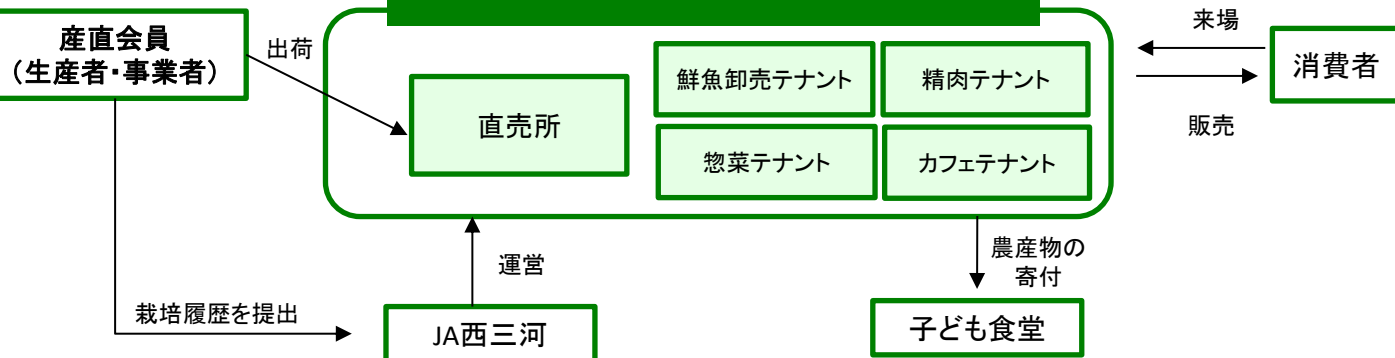 産直会員
（生産者・事業者）
出荷
直売所
鮮魚卸売テナント
精肉テナント
惣菜テナント
カフェテナント
来場
消費者
販売
運営
農産物の
寄付
栽培履歴を提出
JA西三河
子ども食堂